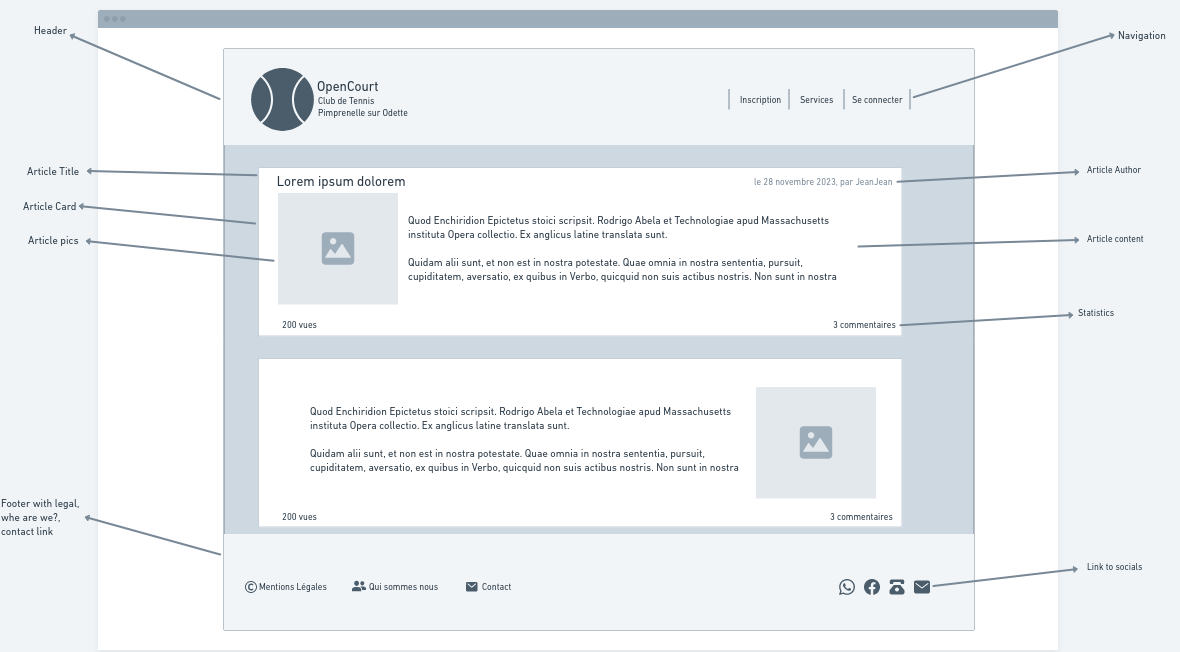 Header
Navigation
OpenCourt
Club de Tennis
Pimprenelle sur Odette
Inscription
Services
Se connecter
Article Title
Article Card
Article pics
Lorem ipsum dolorem
le 28 novembre 2023, par JeanJean
Article Author
Quod Enchiridion Epictetus stoici scripsit. Rodrigo Abela et Technologiae apud Massachusetts
instituta Opera collectio. Ex anglicus latine translata sunt.
Quidam alii sunt, et non est in nostra potestate. Quae omnia in nostra sententia, pursuit,
cupiditatem, aversatio, ex quibus in Verbo, quicquid non suis actibus nostris. Non sunt in nostra
Article content
200 vues
3 commentaires
Statistics
Quod Enchiridion Epictetus stoici scripsit. Rodrigo Abela et Technologiae apud Massachusetts
instituta Opera collectio. Ex anglicus latine translata sunt.
Quidam alii sunt, et non est in nostra potestate. Quae omnia in nostra sententia, pursuit,
cupiditatem, aversatio, ex quibus in Verbo, quicquid non suis actibus nostris. Non sunt in nostra
200 vues
3 commentaires
Footer with legal,
whe are we?,
contact link
© Mentions Légales
Qui sommes nous
Contact
Link to socials